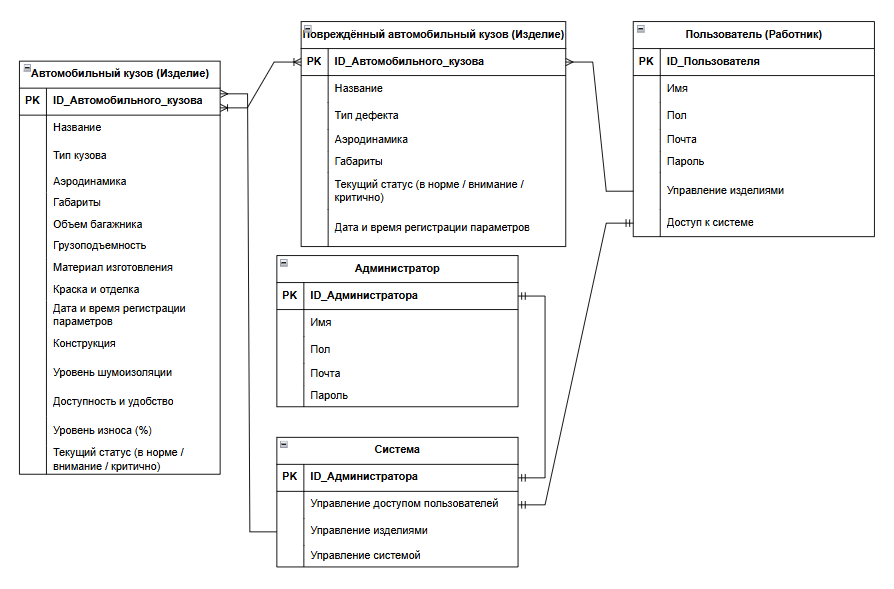 Автомобильный кузов (Изделие)
PK ID_Автомобильного_кузова
Название
Тип кузова
Аэродинамика
Габариты
Объем багажника
Грузоподъемность
Материал изготовления
Краска и отделка
Дата и время регистрации
параметров
Конструкция
Уровень шумоизоляции
Доступность и удобство
Уровень износа (%)
Текущий статус (в норме /
внимание / критично)
Повреждённый автомобильный кузов (Изделие)
PK ID_Автомобильного_кузова
Название
Тип дефекта
Аэродинамика
Габариты
Текущий статус (в норме / внимание /
критично)
Дата и время регистрации параметров
Пользователь (Работник)
PK ID_Пользователя
Имя
Пол
Почта
Пароль
Управление изделиями
Доступ к системе
Администратор
PK ID_Администратора
Имя
Пол
Почта
Пароль
Система
PK ID_Администратора
Управление доступом пользователей
Управление изделиями
Управление системой